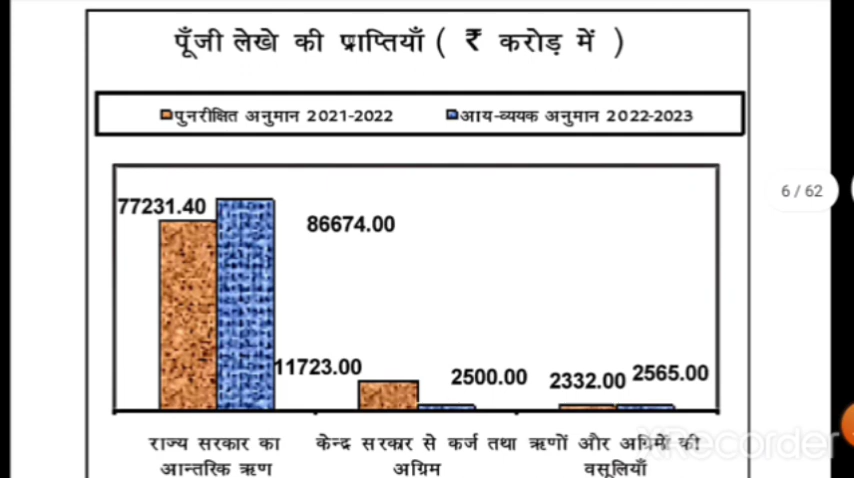 पूँजी लेखे की प्राप्तियाँ ( ₹ करोड़ में )
पुनरीक्षित अनुमान 2021-2022 आय-व्ययक अनुमान 2022-2023
6 / 62
77231.40
86674.00
11723.00
2500.00
2332.00
2565.00
राज्य सरकार का
आन्तरिक ऋण
केन्द्र सरकार से कर्ज तथा
अग्रिम
ऋणों और अग्रिमों की
वसूलियाँ
XRecorder